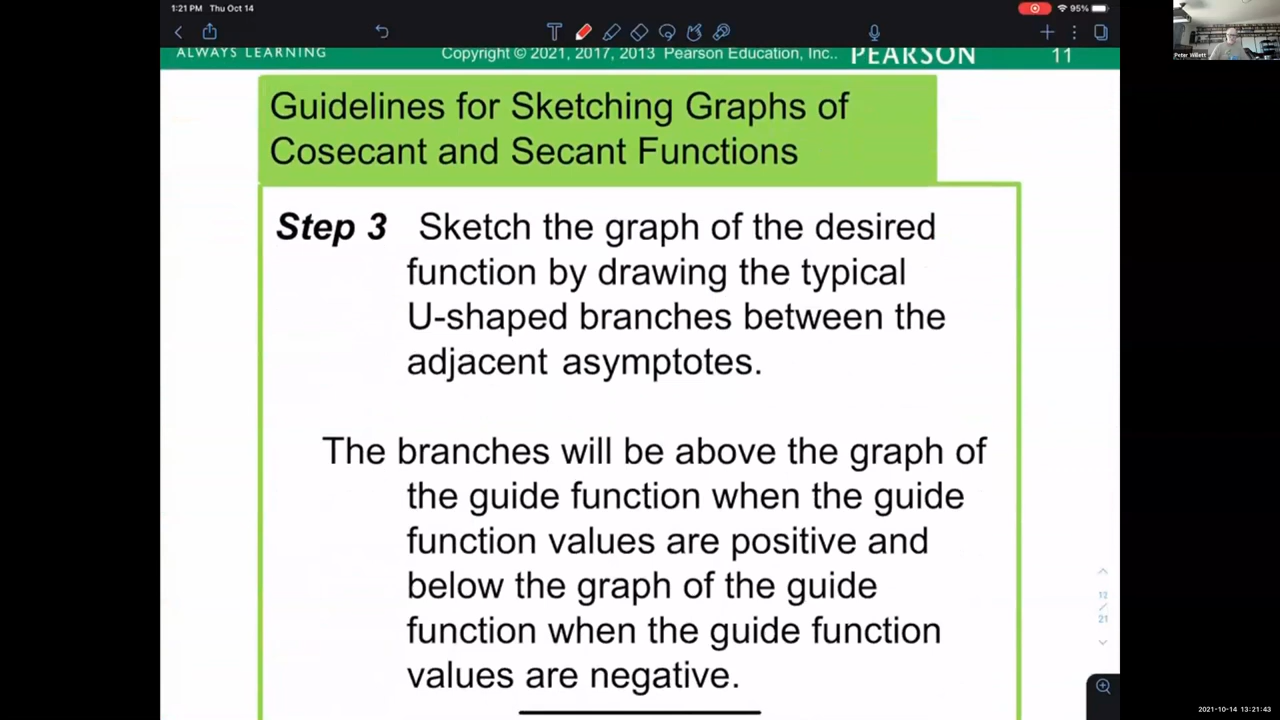 1:21 PM Thu Oct 14
95%
ALWAYS LEARNING
Copyright © 2021, 2017, 2013 Pearson Education, Inc..
PEARSON
11
Peter Willett
Guidelines for Sketching Graphs of
Cosecant and Secant Functions
Step 3 Sketch the graph of the desired
function by drawing the typical
U-shaped branches between the
adjacent asymptotes.
The branches will be above the graph of
the guide function when the guide
function values are positive and
below the graph of the guide
function when the guide function
values are negative.
12
/
21
2021-10-14 13:21:43